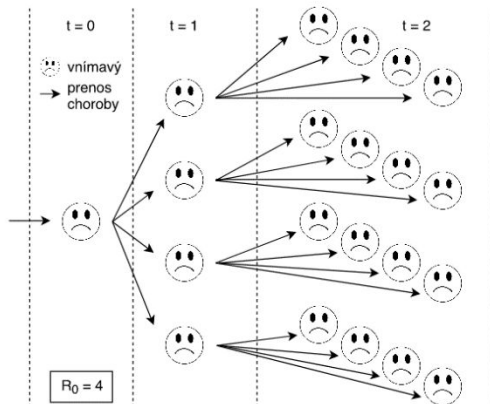 t = 0
t = 1
t = 2
vnímavý
prenos
choroby
R₀ = 4